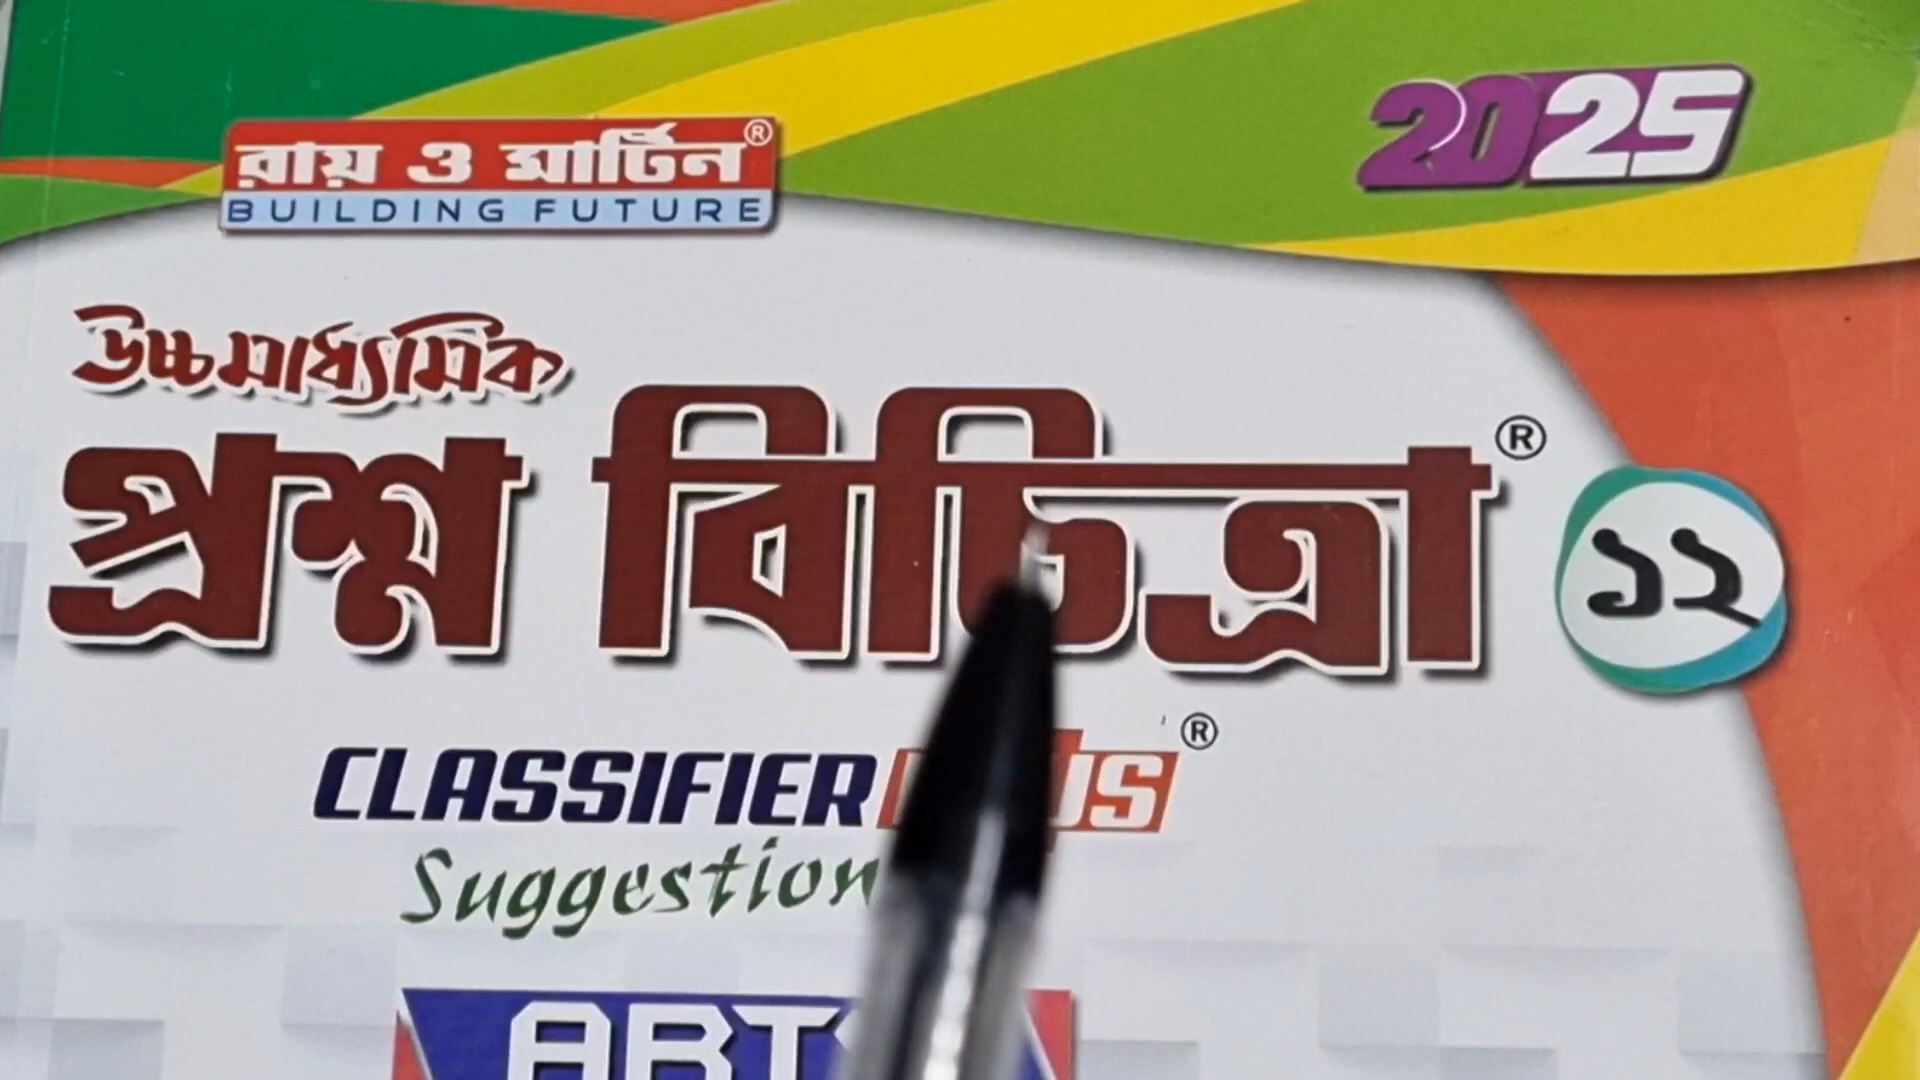 রায় ও মার্টিন®
BUILDING FUTURE
2025
উচ্চমাধ্যমিক
প্রশ্ন বিচিত্রা®
১২
CLASSIFIER ®
Suggestion